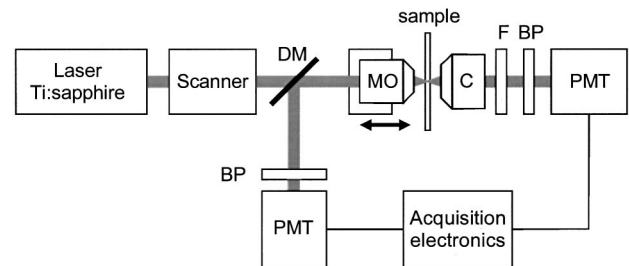 sample
DM
F
BP
Laser
Ti:sapphire
Scanner
MO
C
PMT
BP
PMT
Acquisition
electronics